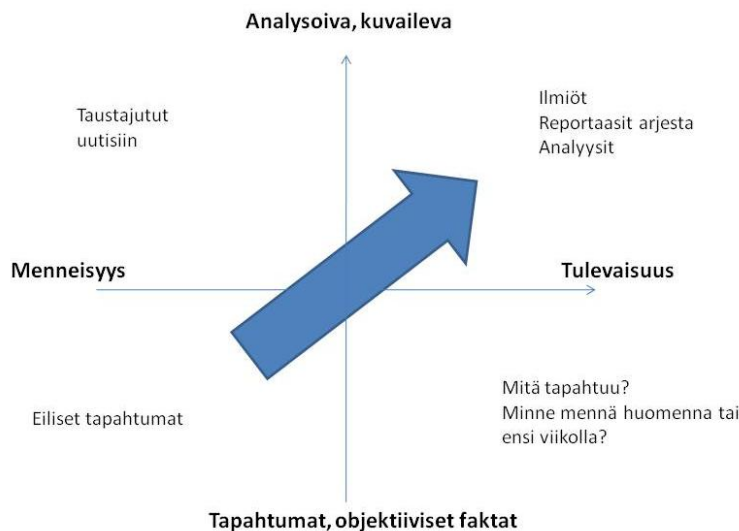 Analysoiva, kuvaileva
Taustajutut
uutisiin
Ilmiöt
Reportaasit arjesta
Analyysit
Menneisyys
Tulevaisuus
Eiliset tapahtumat
Mitä tapahtuu?
Minne mennä huomenna tai
ensi viikolla?
Tapahtumat, objektiiviset faktat